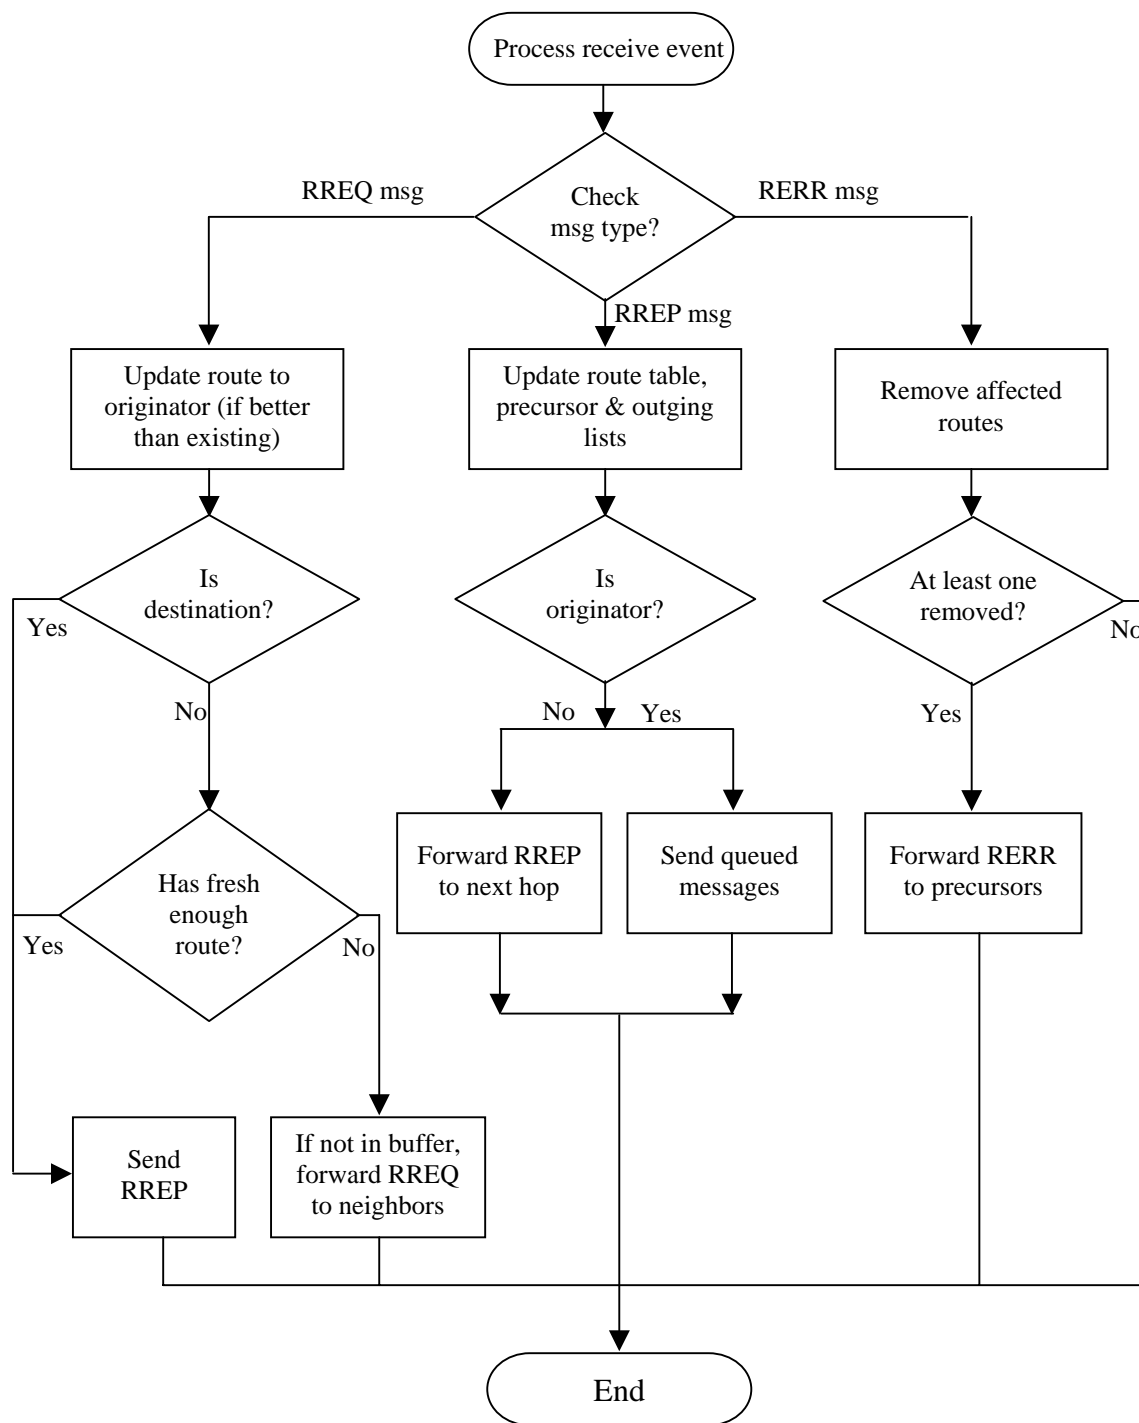 Process receive event
Check
msg type?
RREQ msg
RERR msg
RREP msg
Update route to
originator (if better
than existing)
Update route table,
precursor & outging
lists
Remove affected
routes
Is
destination?
Yes
No
Is
originator?
No
Yes
At least one
removed?
No
Yes
Has fresh
enough
route?
Yes
No
Forward RREP
to next hop
Send queued
messages
Forward RERR
to precursors
Send
RREP
If not in buffer,
forward RREQ
to neighbors
End